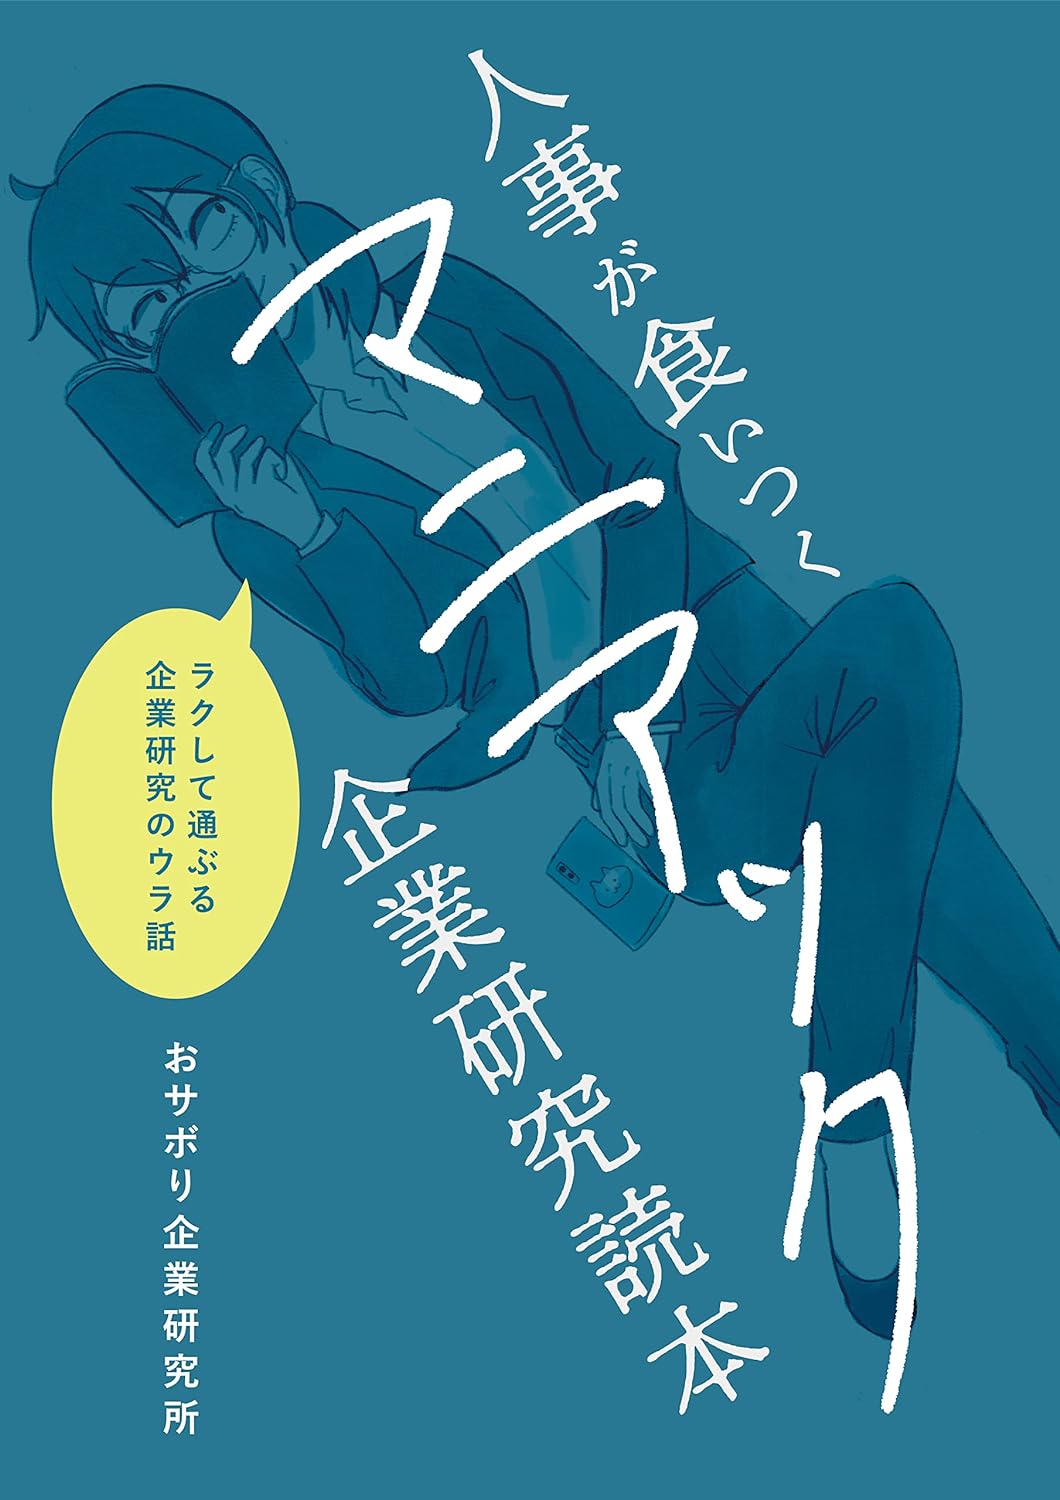 人事が食いつく
マニアック
企業研究読本
ラクして通ぶる
企業研究のウラ話
おサボり企業研究所